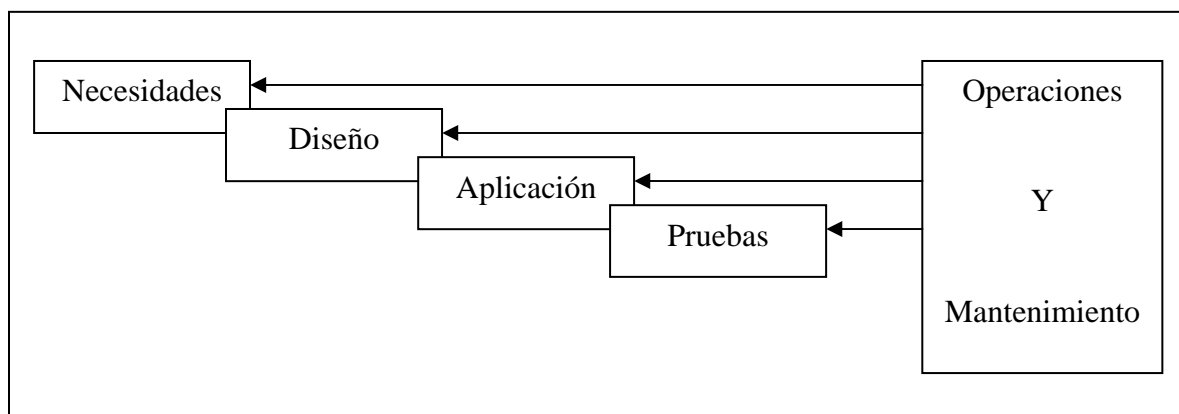 Necesidades
Diseño
Aplicación
Pruebas
Operaciones
Y
Mantenimiento